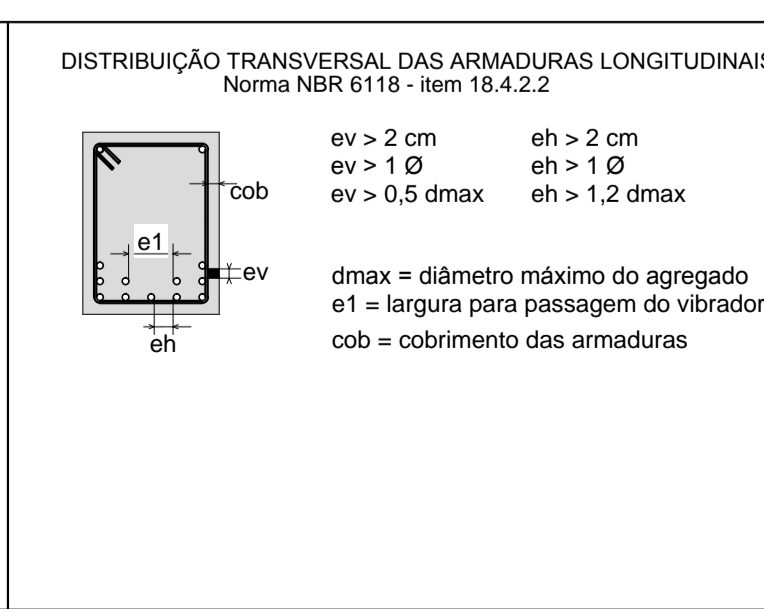 DISTRIBUIÇÃO TRANSVERSAL DAS ARMADURAS LONGITUDINAIS
Norma NBR 6118 - item 18.4.2.2
ev > 2 cm eh > 2 cm
ev > 1 Ø eh > 1 Ø
cob ev > 0,5 dmax eh > 1,2 dmax
e1
ev dmax = diâmetro máximo do agregado
e1 = largura para passagem do vibrador
eh cob = cobrimento das armaduras